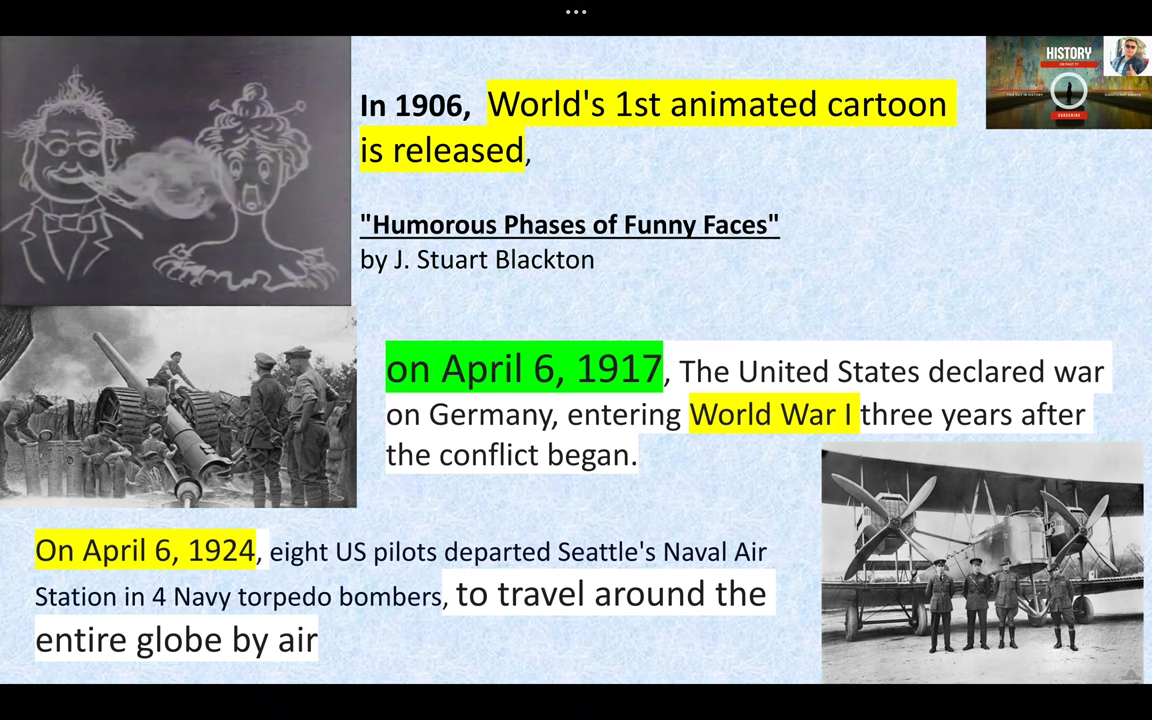 In 1906, World's 1st animated cartoon
is released,
"Humorous Phases of Funny Faces"
by J. Stuart Blackton
on April 6, 1917, The United States declared war
on Germany, entering World War I three years after
the conflict began.
On April 6, 1924, eight US pilots departed Seattle's Naval Air
Station in 4 Navy torpedo bombers, to travel around the
entire globe by air
HISTORY
SUBSCRIBE